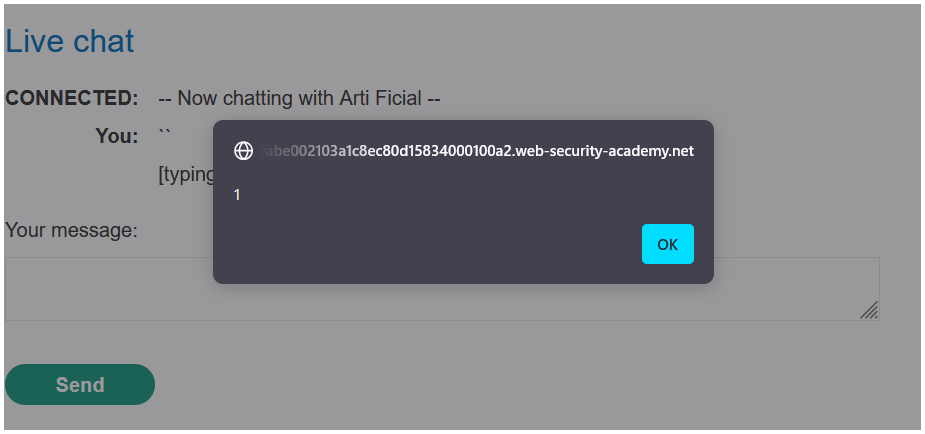 Live chat
CONNECTED: -- Now chatting with Arti Ficial --
You: ``
[typing
abe002103a1c8ec80d15834000100a2.web-security-academy.net
1
OK
Your message:
Send